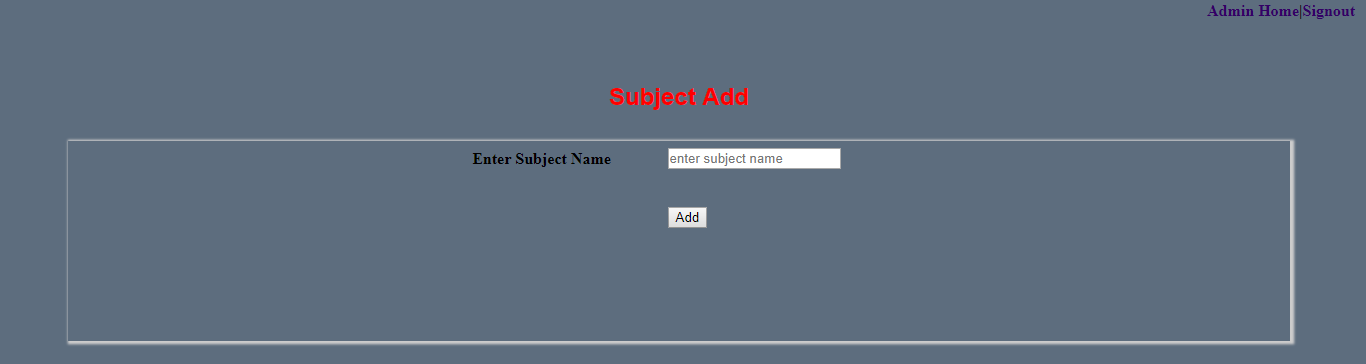 Admin Home|Signout
Subject Add
Enter Subject Name enter subject name
Add